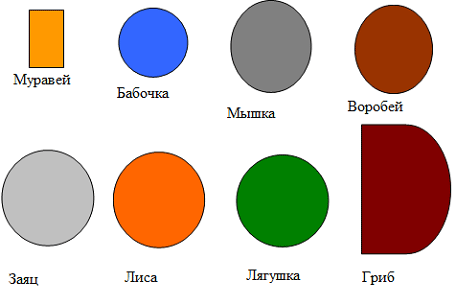 Муравей
Бабочка
Мышка
Воробей
Заяц
Лиса
Лягушка
Гриб